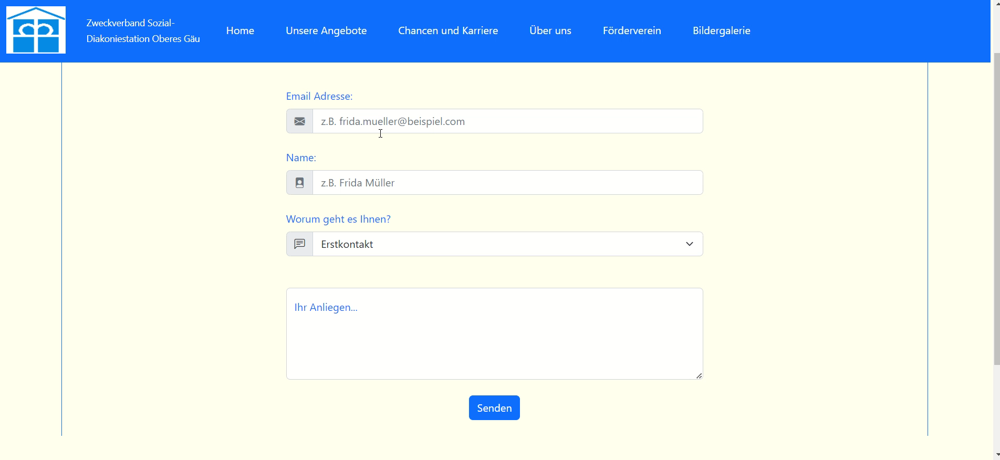 Zweckverband Sozial-
Diakoniestation Oberes Gäu
Home
Unsere Angebote
Chancen und Karriere
Über uns
Förderverein
Bildergalerie
Email Adresse:
z.B. frida.mueller@beispiel.com
Name:
z.B. Frida Müller
Worum geht es Ihnen?
Erstkontakt
Ihr Anliegen...
Senden